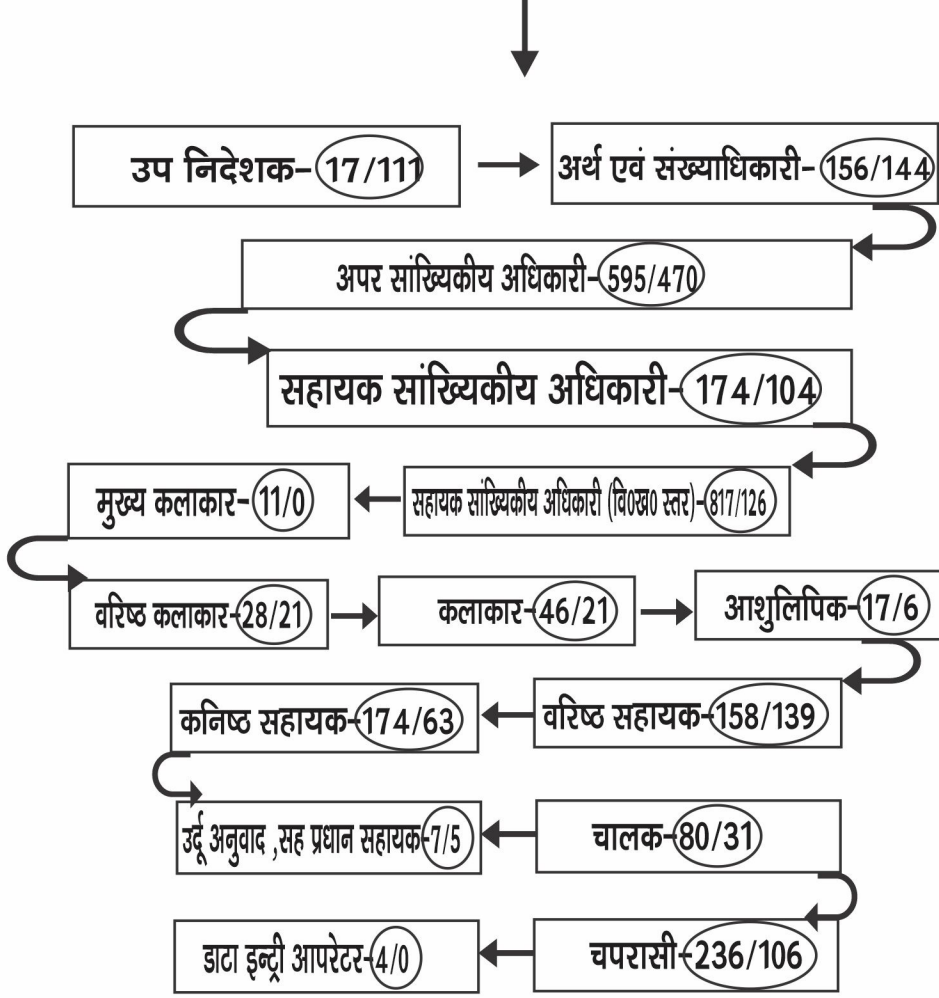 उप निदेशक-17/111
अर्थ एवं संख्याधिकारी-156/144
अपर सांख्यिकीय अधिकारी-595/470
सहायक सांख्यिकीय अधिकारी-174/104
सहायक सांख्यिकीय अधिकारी (वि0ख0 स्तर)-817/126
मुख्य कलाकार-11/0
वरिष्ठ कलाकार-28/21
कलाकार-46/21
आशुलिपिक-17/6
वरिष्ठ सहायक-158/139
कनिष्ठ सहायक-174/63
उर्दू अनुवाद ,सह प्रधान सहायक-7/5
चालक-80/31
चपरासी-236/106
डाटा इन्ट्री आपरेटर-4/0